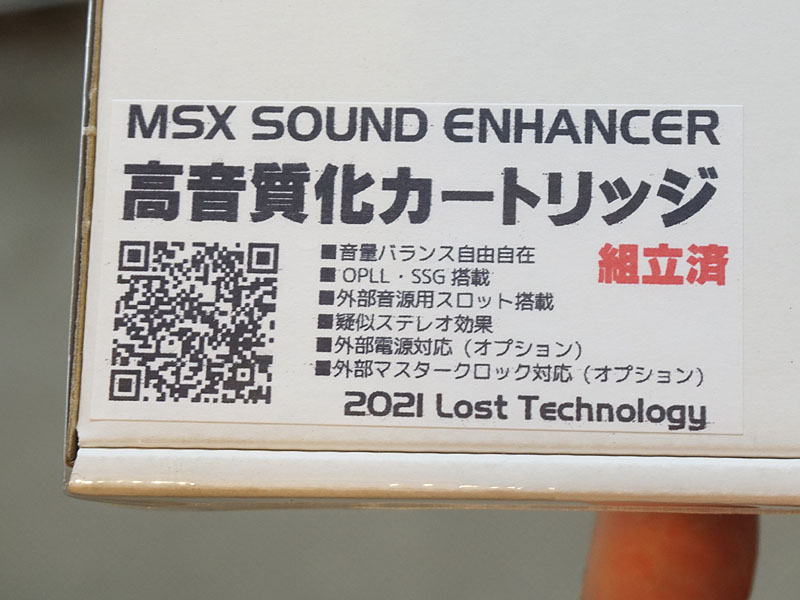 MSX SOUND ENHANCER
高音質化カートリッジ
■音量バランス自由自在
組立済
■OPLL・SSG搭載
■外部音源用スロット搭載
■疑似ステレオ効果
■外部電源対応（オプション）
■外部マスタークロック対応（オプション）
2021 Lost Technology